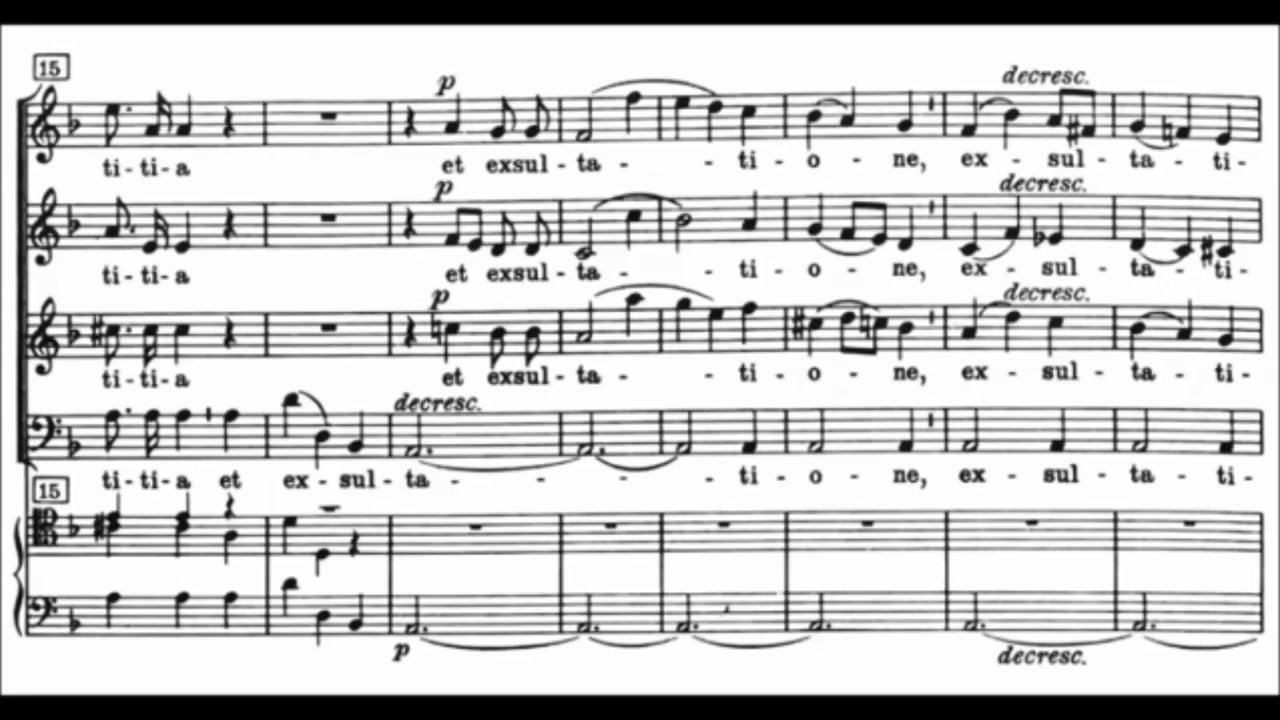 15
decresc.
p
ti-ti-a et exsul-ta - - ti - o - ne, ex - sul - ta - ti-
p
decresc.
ti-ti-a et exsul-ta - - ti - o - ne, ex - sul - ta - ti-
p
decresc.
ti-ti-a et exsul-ta - - ti - o - ne, ex - sul - ta - ti-
decresc.
ti-ti-a et ex - sul - ta - - - ti - o - ne, ex - sul - ta - ti-
15
p
decresc.